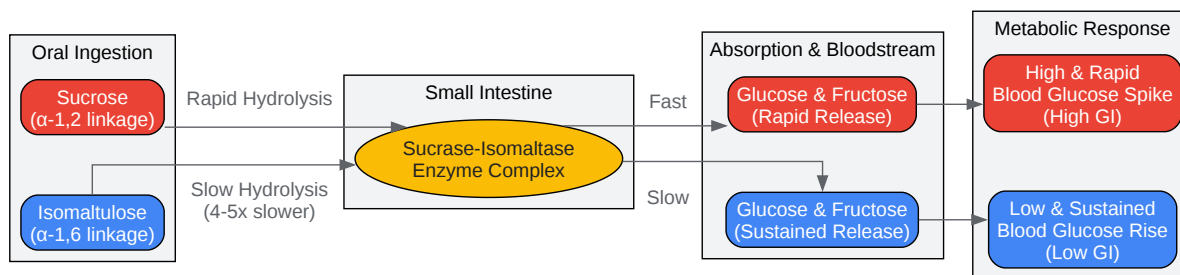 Oral Ingestion
Sucrose
(α-1,2 linkage)
Isomaltulose
(α-1,6 linkage)
Rapid Hydrolysis
Slow Hydrolysis
(4-5x slower)
Small Intestine
Sucrase-Isomaltase
Enzyme Complex
Fast
Slow
Absorption & Bloodstream
Glucose & Fructose
(Rapid Release)
Glucose & Fructose
(Sustained Release)
Metabolic Response
High & Rapid
Blood Glucose Spike
(High GI)
Low & Sustained
Blood Glucose Rise
(Low GI)